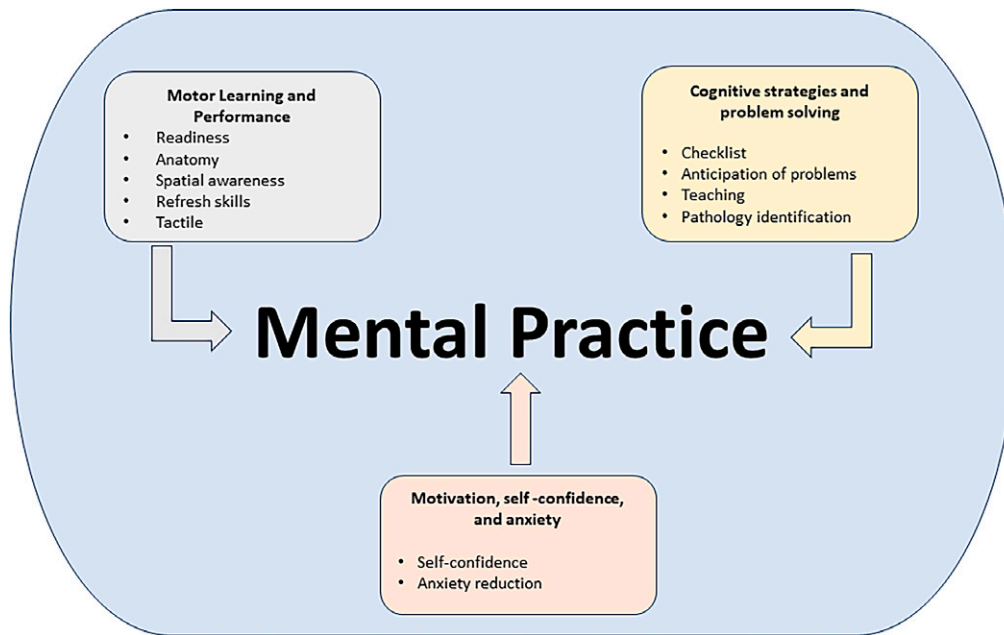 Motor Learning and
Performance
• Readiness
• Anatomy
• Spatial awareness
• Refresh skills
• Tactile
Cognitive strategies and
problem solving
• Checklist
• Anticipation of problems
• Teaching
• Pathology identification
Mental Practice
Motivation, self -confidence,
and anxiety
• Self-confidence
• Anxiety reduction